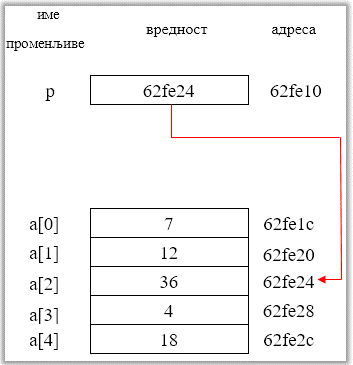 име вредност адреса
променљиве
p 62fe24 62fe10
a[0] 7 62fe1c
a[1] 12 62fe20
a[2] 36 62fe24
a[3] 4 62fe28
a[4] 18 62fe2c